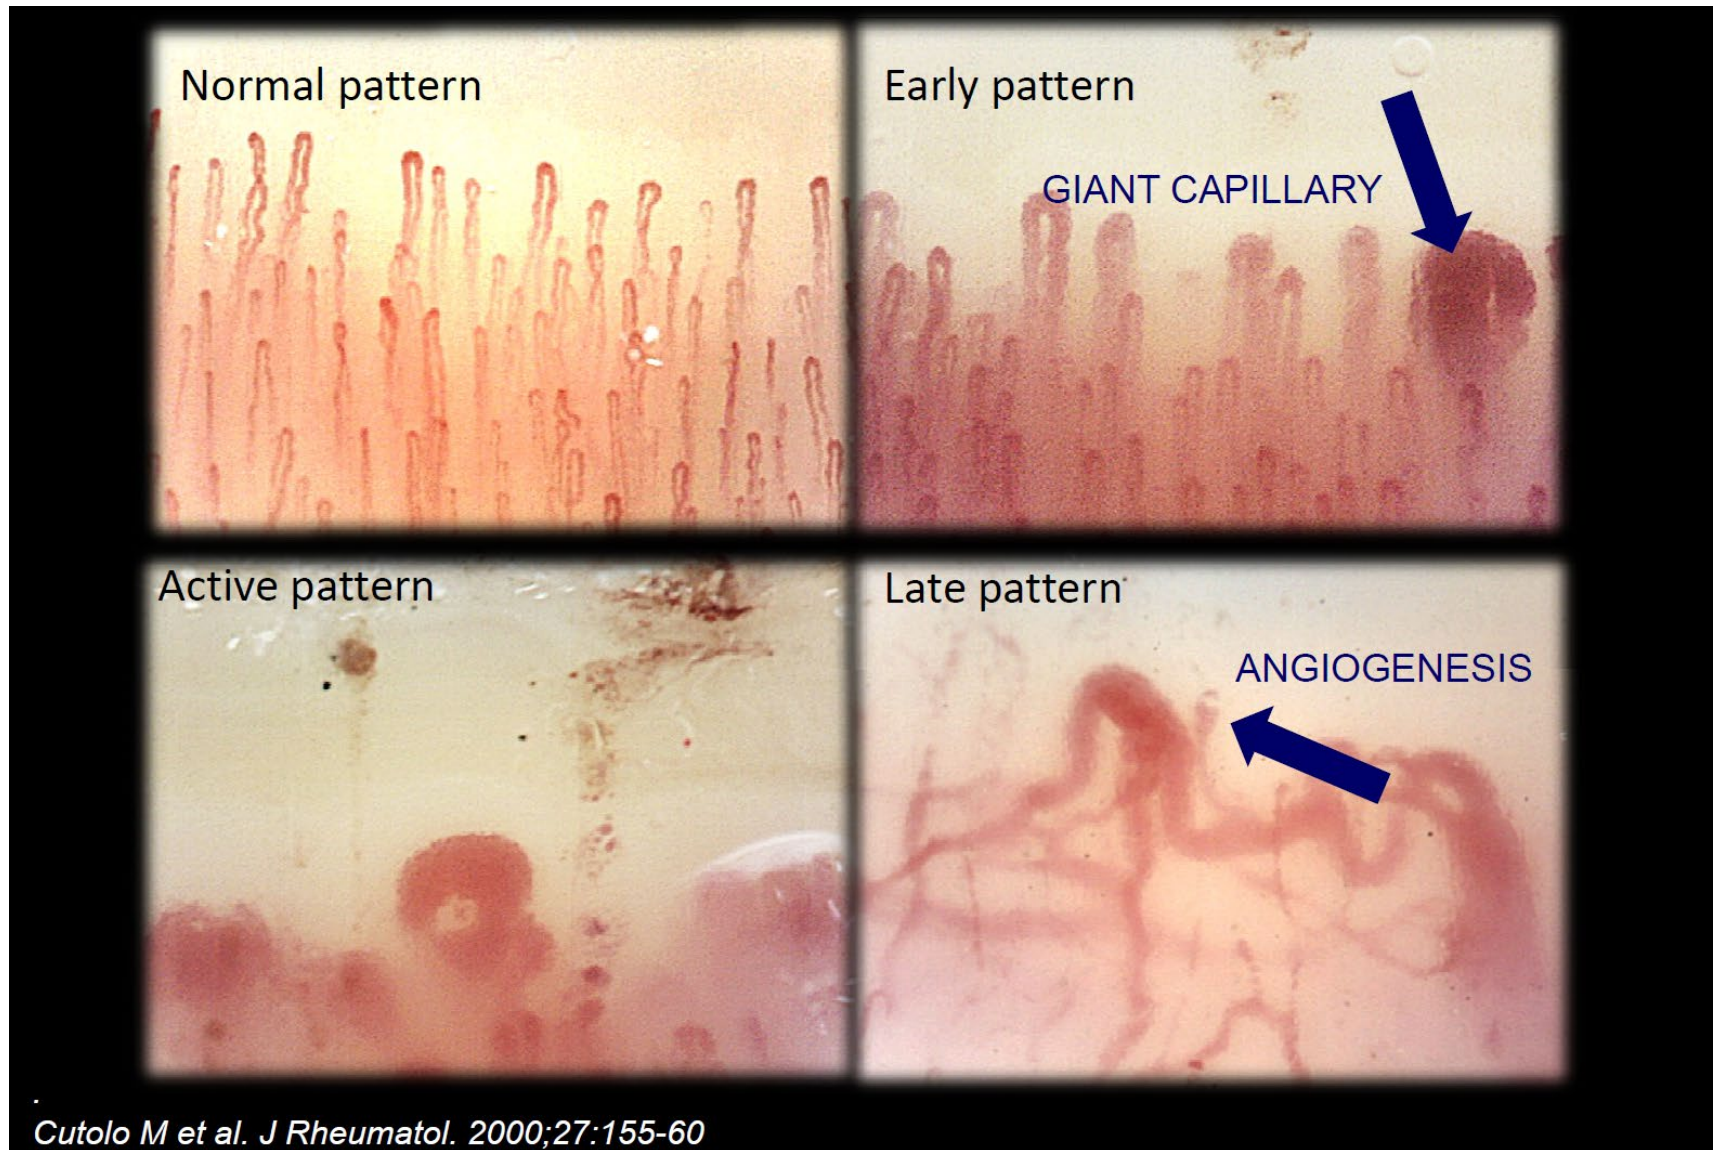 Normal pattern
Early pattern
GIANT CAPILLARY
Active pattern
Late pattern
ANGIOGENESIS
.
Cutolo M et al. J Rheumatol. 2000;27:155-60